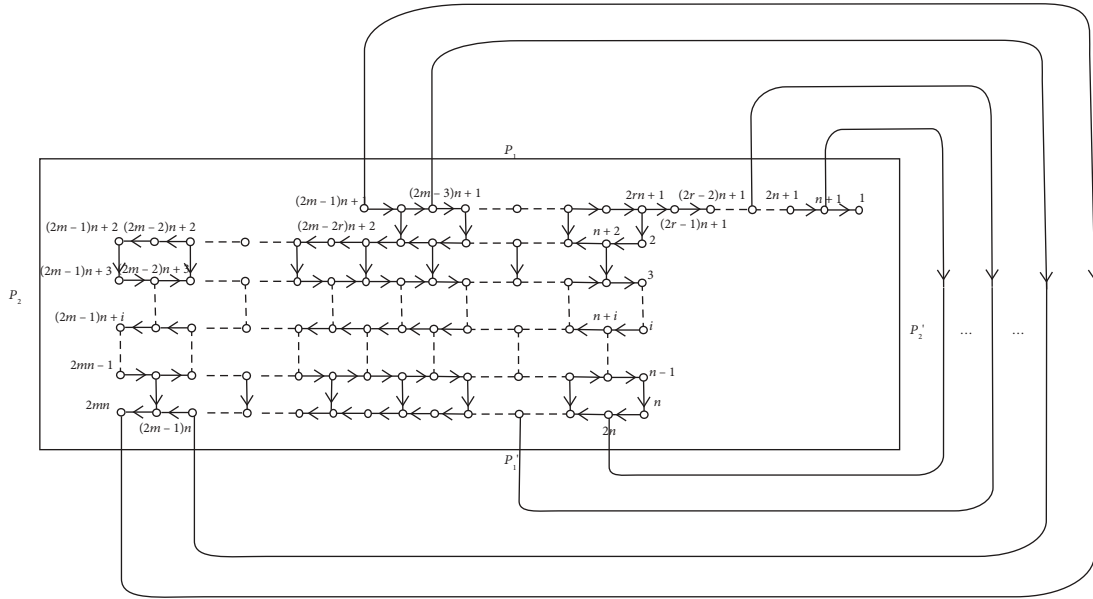 P₁
(2m – 1)n + 1 (2m – 3)n + 1 2rn + 1 (2r – 2)n + 1 2n + 1 n + 1 1
(2r – 1)n + 1
(2m – 1)n + 2 (2m – 2)n + 2 (2m – 2r)n + 2 n + 2 2
(2m – 1)n + 3 (2m – 2)n + 3 3
P₂
(2m – 1)n + i n + i i P₂' ... ...
2mn – 1 n – 1
2mn n
(2m – 1)n 2n
P₁'